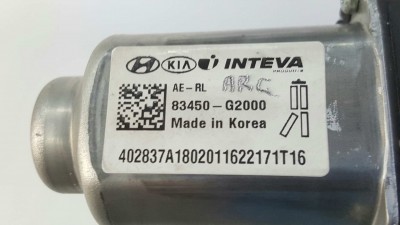 KIA INTEVA
AE-RL ARC
83450-G2000
Made in Korea
402837A1802011622171T16